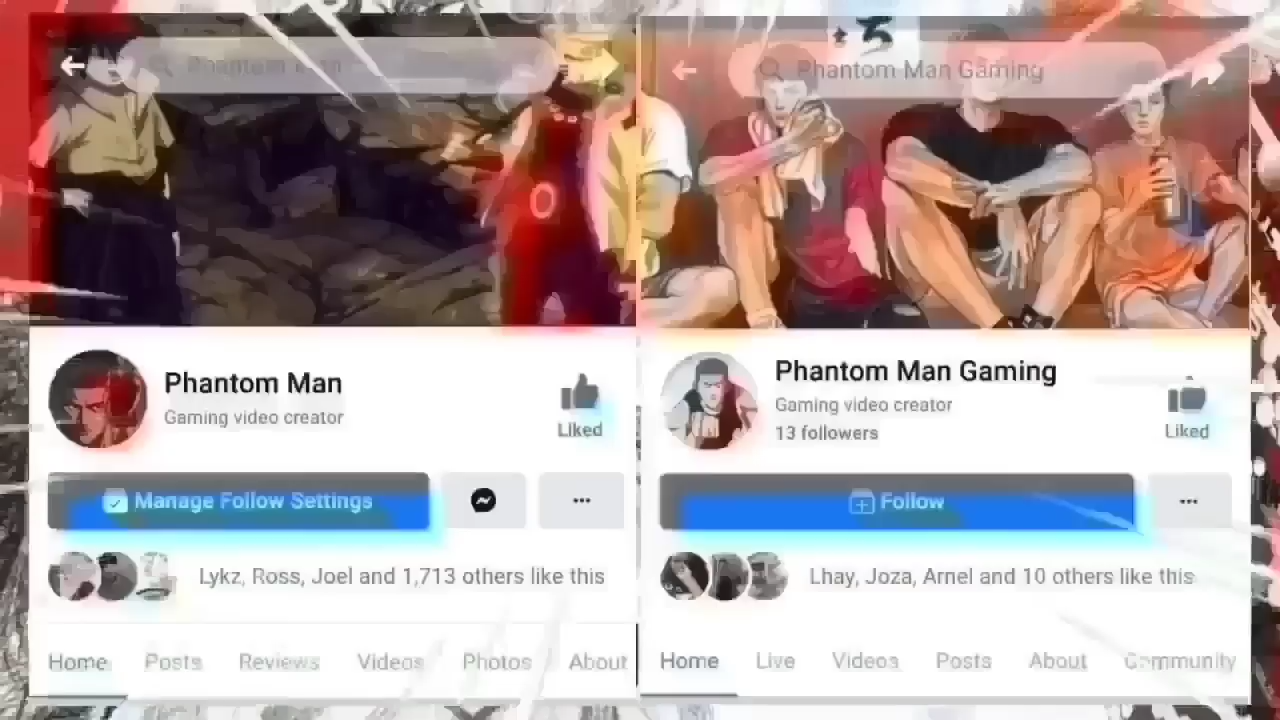 Phantom Man
Phantom Man
Gaming video creator
Liked
Manage Follow Settings
Lykz, Ross, Joel and 1,713 others like this
Home Posts Reviews Videos Photos About
Phantom Man Gaming
Phantom Man Gaming
Gaming video creator
13 followers
Liked
Follow
Lhay, Joza, Arnel and 10 others like this
Home Live Videos Posts About Community